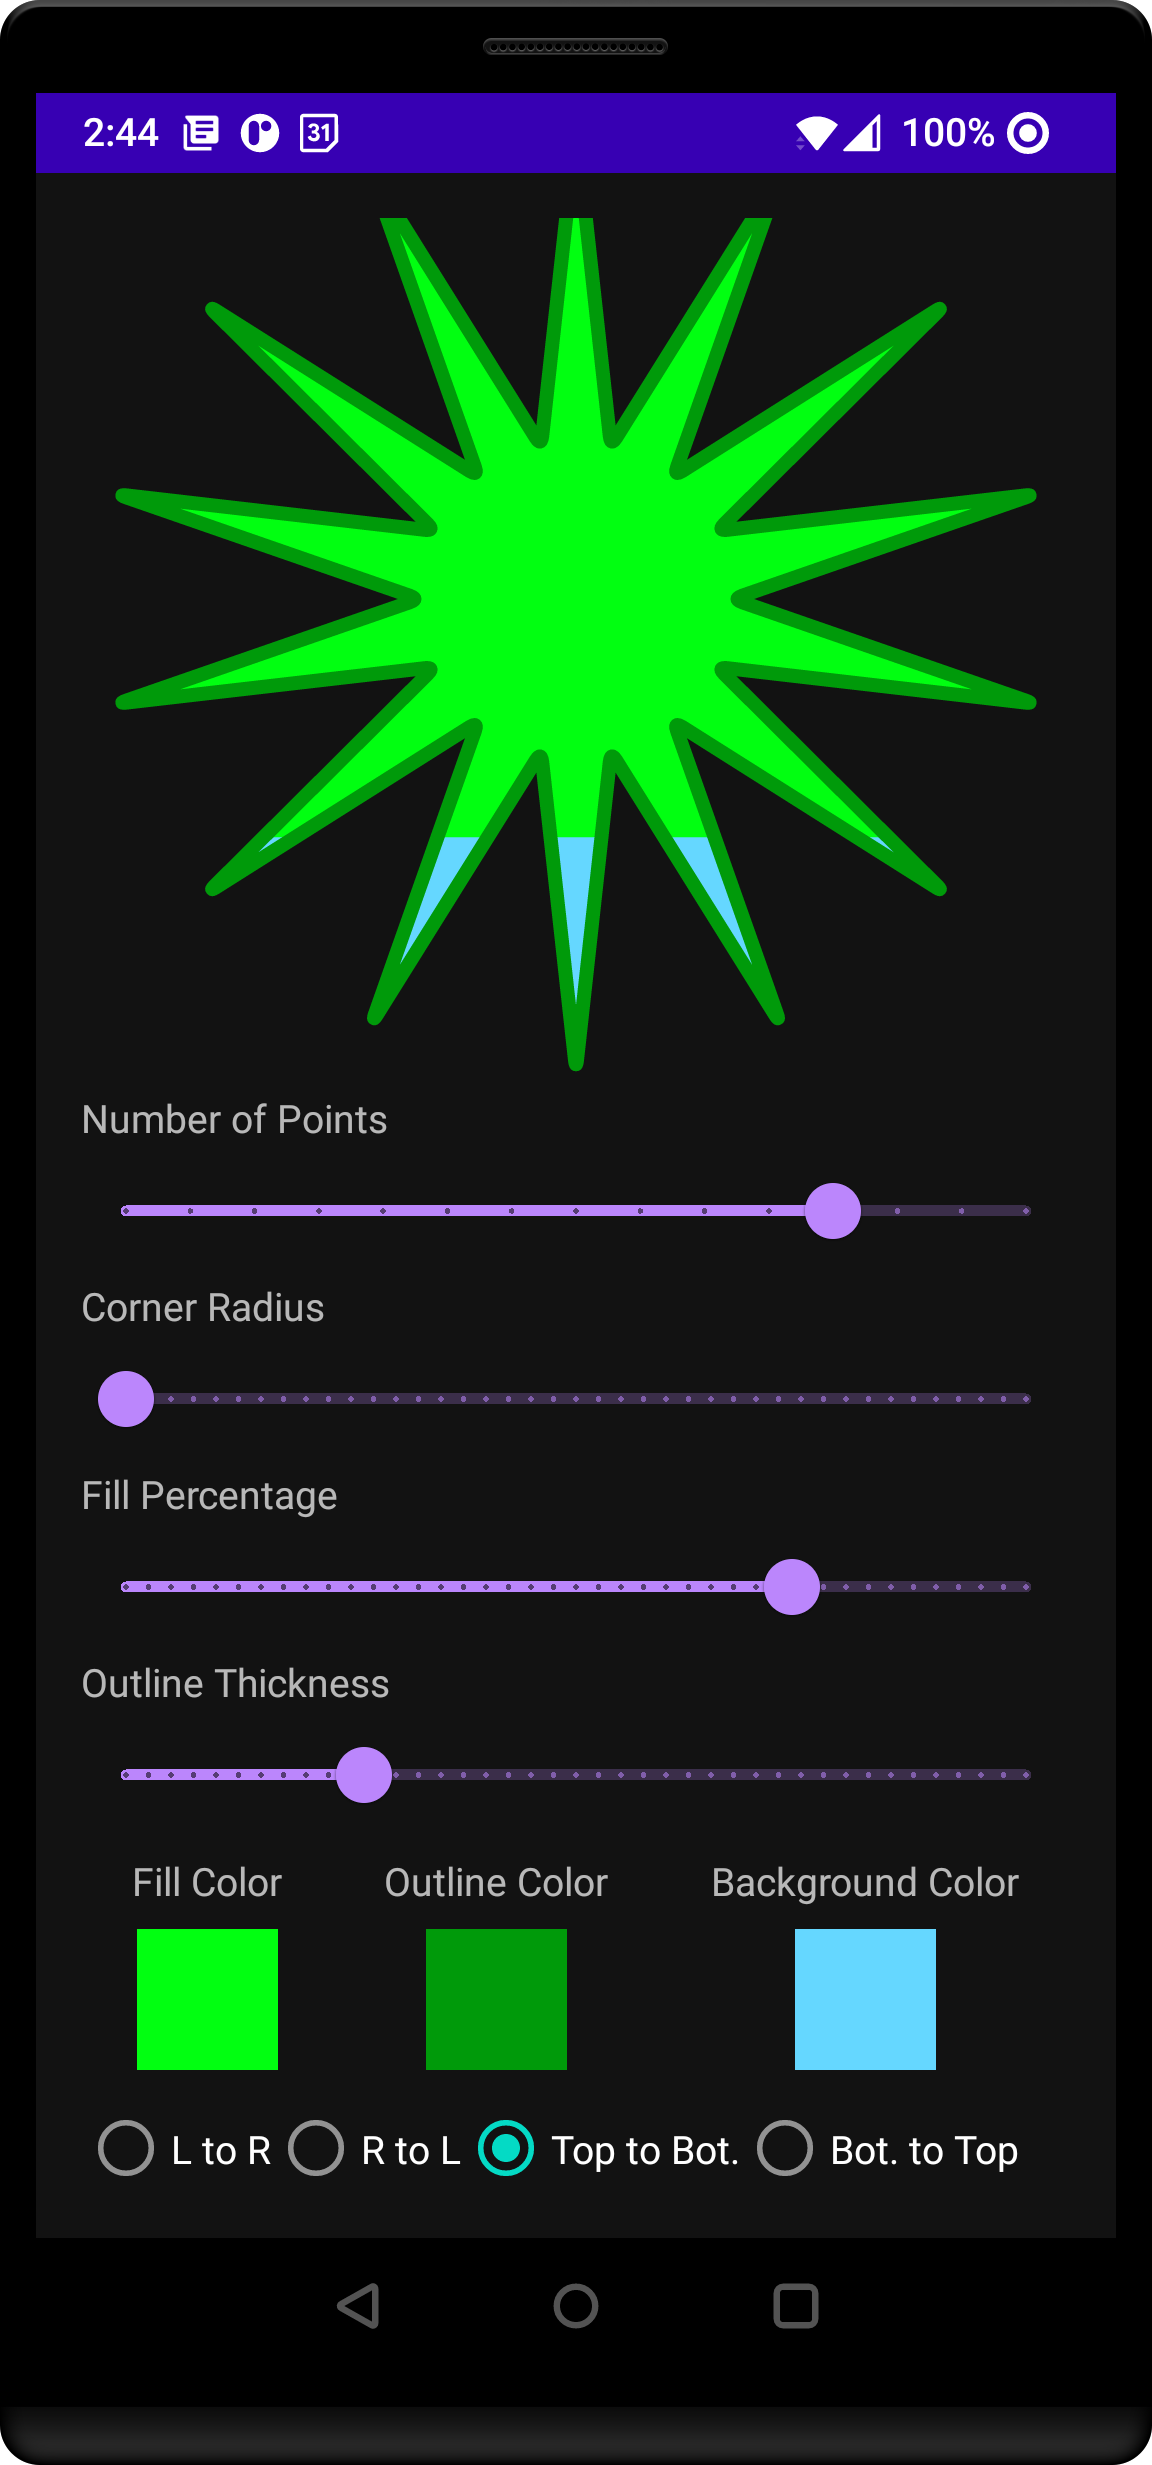 2:44 31 100%
Number of Points
Corner Radius
Fill Percentage
Outline Thickness
Fill Color Outline Color Background Color
L to R R to L Top to Bot. Bot. to Top